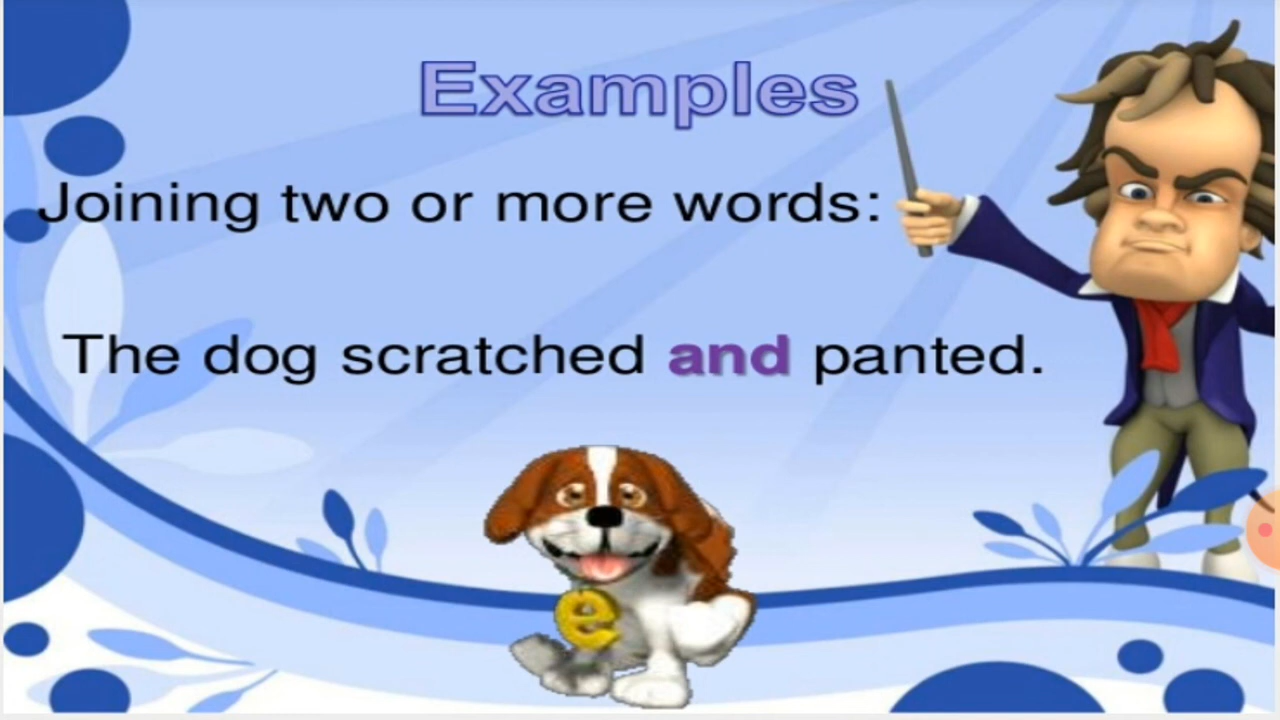 Examples
Joining two or more words:
The dog scratched and panted.
e